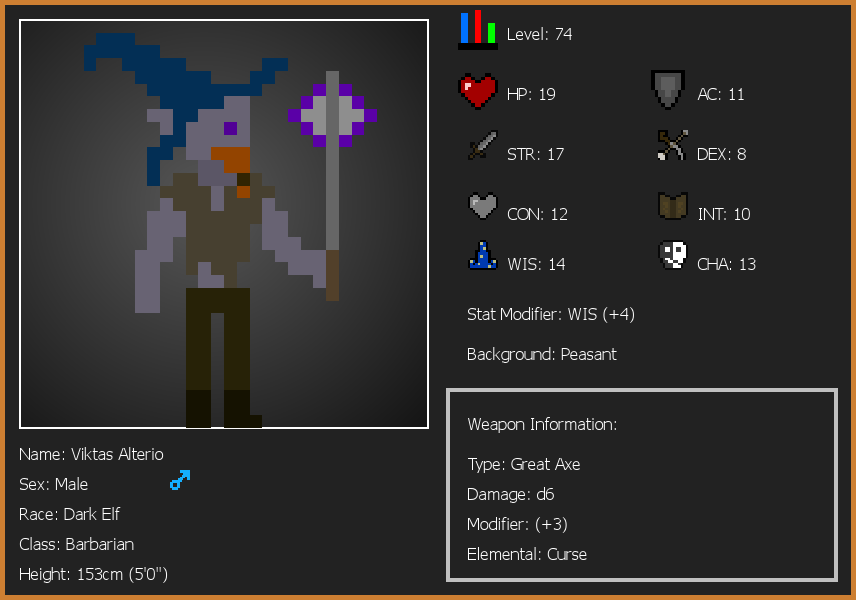 Level: 74
HP: 19
AC: 11
STR: 17
DEX: 8
CON: 12
INT: 10
WIS: 14
CHA: 13
Stat Modifier: WIS (+4)
Background: Peasant
Weapon Information:
Type: Great Axe
Damage: d6
Modifier: (+3)
Elemental: Curse
Name: Viktas Alterio
Sex: Male
Race: Dark Elf
Class: Barbarian
Height: 153cm (5'0")